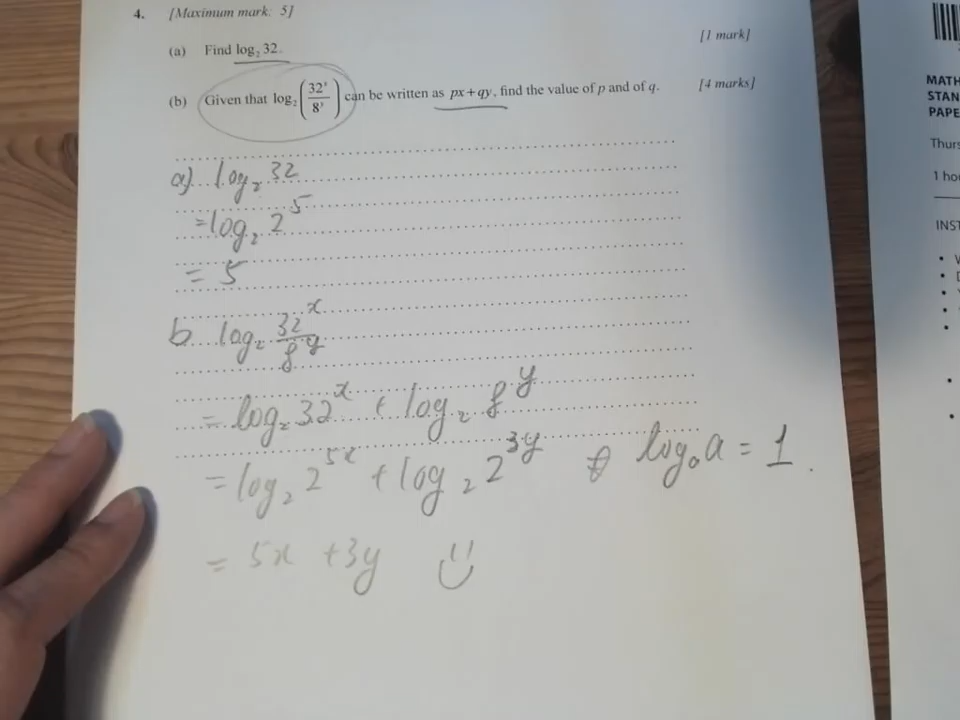 4. [Maximum mark: 5]
(a) Find log₂ 32. [1 mark]
(b) Given that log₂ (32ˣ/8ʸ) can be written as px + qy, find the value of p and of q. [4 marks]
a) log₂ 32
= log₂ 2⁵
= 5
b. log₂ 32ˣ/8ʸ
= log₂ 32ˣ + log₂ 8ʸ
= log₂ 2⁵ˣ + log₂ 2³ʸ logₐ a = 1.
= 5x + 3y
MATH
STAN
PAPE
Thurs
1 ho
INST